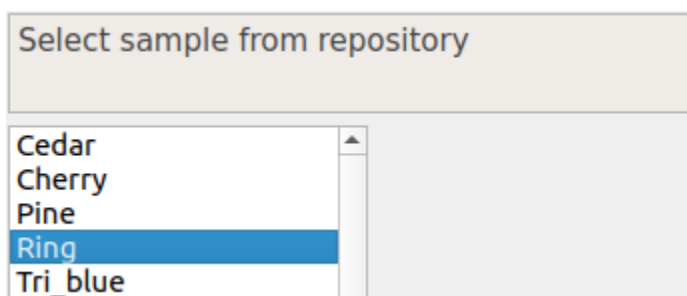 Select sample from repository
Cedar
Cherry
Pine
Ring
Tri_blue